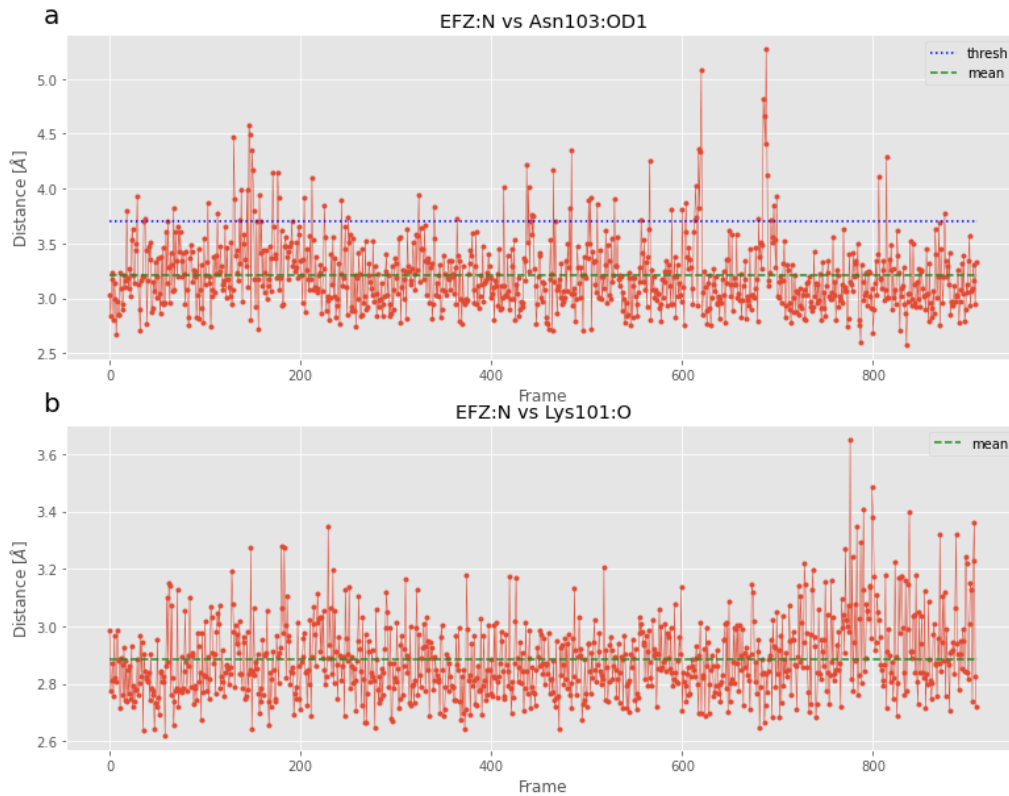 a
EFZ:N vs Asn103:OD1
Distance [Å]
5.0
4.5
4.0
3.5
3.0
2.5
thresh
mean
0
200
400
600
800
Frame
b
EFZ:N vs Lys101:O
Distance [Å]
3.6
3.4
3.2
3.0
2.8
2.6
mean
0
200
400
600
800
Frame